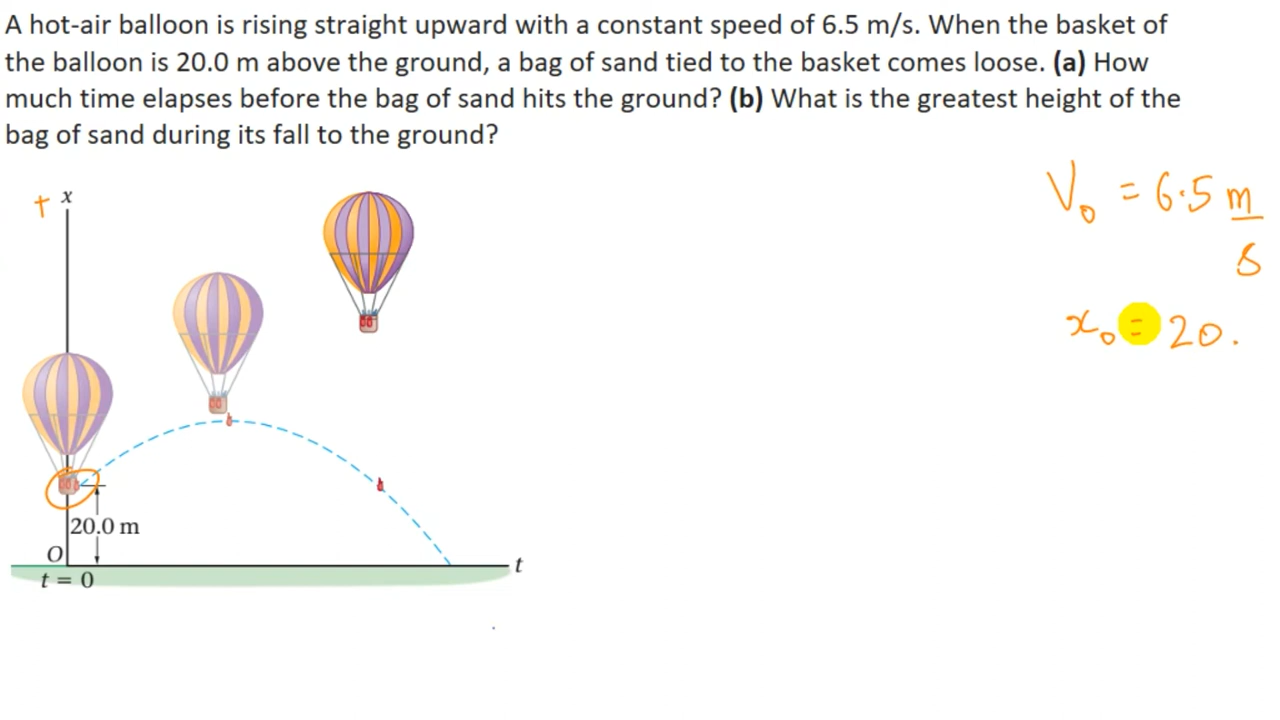 A hot-air balloon is rising straight upward with a constant speed of 6.5 m/s. When the basket of
the balloon is 20.0 m above the ground, a bag of sand tied to the basket comes loose. (a) How
much time elapses before the bag of sand hits the ground? (b) What is the greatest height of the
bag of sand during its fall to the ground?
+ x
V₀ = 6.5 m
s
x₀ = 20.
20.0 m
O
t
t = 0